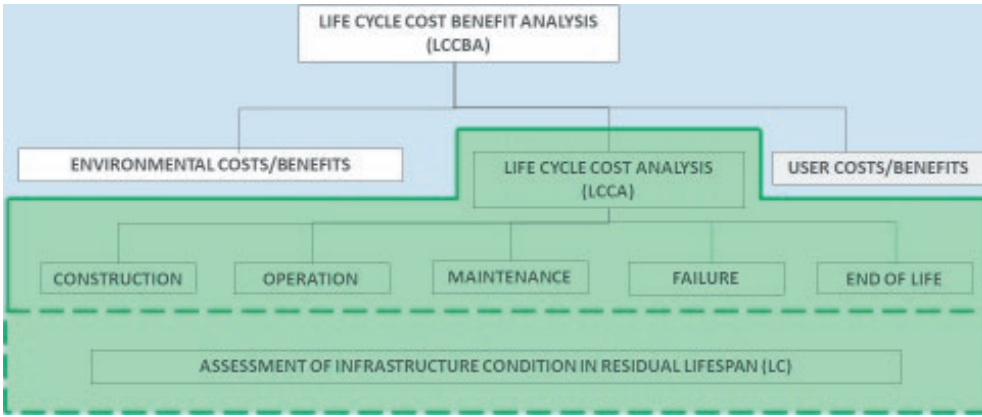 LIFE CYCLE COST BENEFIT ANALYSIS
(LCCBA)
ENVIRONMENTAL COSTS/BENEFITS
LIFE CYCLE COST ANALYSIS
(LCCA)
USER COSTS/BENEFITS
CONSTRUCTION
OPERATION
MAINTENANCE
FAILURE
END OF LIFE
ASSESSMENT OF INFRASTRUCTURE CONDITION IN RESIDUAL LIFESPAN (LC)